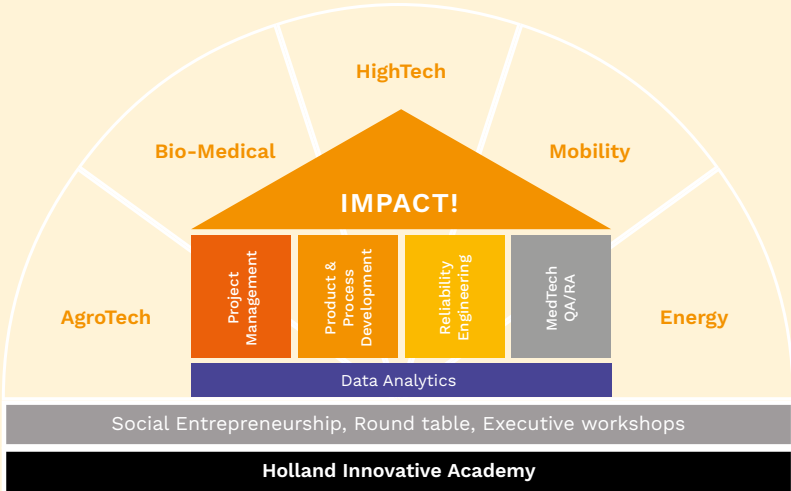 HighTech
Bio-Medical
Mobility
IMPACT!
AgroTech
Project
Management
Product &
Process
Development
Reliability
Engineering
MedTech
QA/RA
Energy
Data Analytics
Social Entrepreneurship, Round table, Executive workshops
Holland Innovative Academy